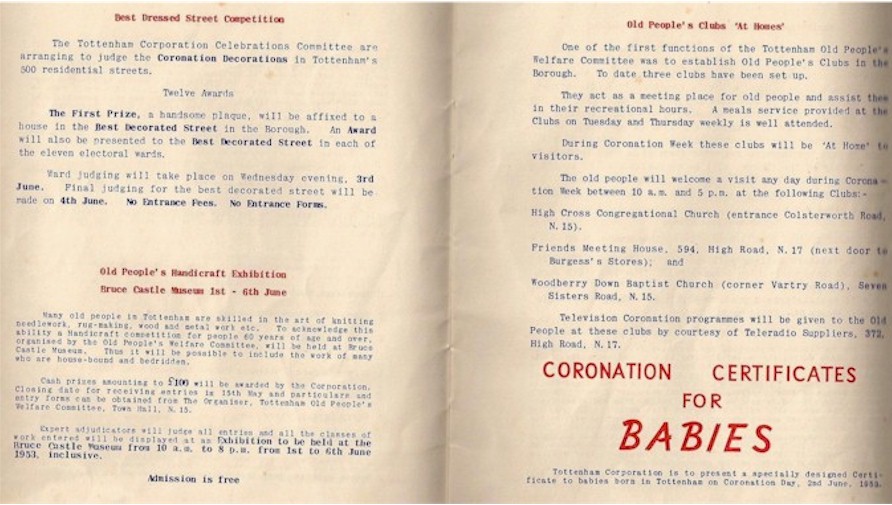 Best Dressed Street Competition
The Tottenham Corporation Celebrations Committee are
arranging to judge the Coronation Decorations in Tottenham's
500 residential streets.
Twelve Awards
The First Prize, a handsome plaque, will be affixed to a
house in the Best Decorated Street in the Borough. An Award
will also be presented to the Best Decorated Street in each of
the eleven electoral wards.
Ward judging will take place on Wednesday evening, 3rd
June. Final judging for the best decorated street will be
made on 4th June. No Entrance Fees. No Entrance Forms.
Old People's Handicraft Exhibition
Bruce Castle Museum 1st - 6th June
Many old people in Tottenham are skilled in the art of knitting
needlework, rug-making, wood and metal work etc. To acknowledge this
ability a Handicraft competition for people 60 years of age and over,
organised by the Old People's Welfare Committee, will be held at Bruce
Castle Museum. Thus it will be possible to include the work of many
who are house-bound and bedridden.
Cash prizes amounting to £100 will be awarded by the Corporation.
Closing date for receiving entries is 15th May and particulars and
entry forms can be obtained from The Organiser, Tottenham Old People's
Welfare Committee, Town Hall, N.15.
Expert adjudicators will judge all entries and all the classes of
work entered will be displayed at an Exhibition to be held at the
Bruce Castle Museum from 10 a.m. to 8 p.m. from 1st to 6th June
1953, inclusive.
Admission is free
Old People's Clubs 'At Homes'
One of the first functions of the Tottenham Old People's
Welfare Committee was to establish Old People's Clubs in the
Borough. To date three clubs have been set up.
They act as a meeting place for old people and assist them
in their recreational hours. A meals service provided at the
Clubs on Tuesday and Thursday weekly is well attended.
During Coronation Week these clubs will be 'At Home' to
visitors.
The old people will welcome a visit any day during Corona-
tion Week between 10 a.m. and 5 p.m. at the following Clubs:-
High Cross Congregational Church (entrance Colsterworth Road,
N.15).
Friends Meeting House, 594, High Road, N.17 (next door to
Burgess's Stores); and
Woodberry Down Baptist Church (corner Vartry Road), Seven
Sisters Road, N.15.
Television Coronation programmes will be given to the Old
People at these clubs by courtesy of Teleradio Suppliers, 372,
High Road, N.17.
CORONATION CERTIFICATES
FOR
BABIES
Tottenham Corporation is to present a specially designed Certi-
ficate to babies born in Tottenham on Coronation Day, 2nd June, 1953.